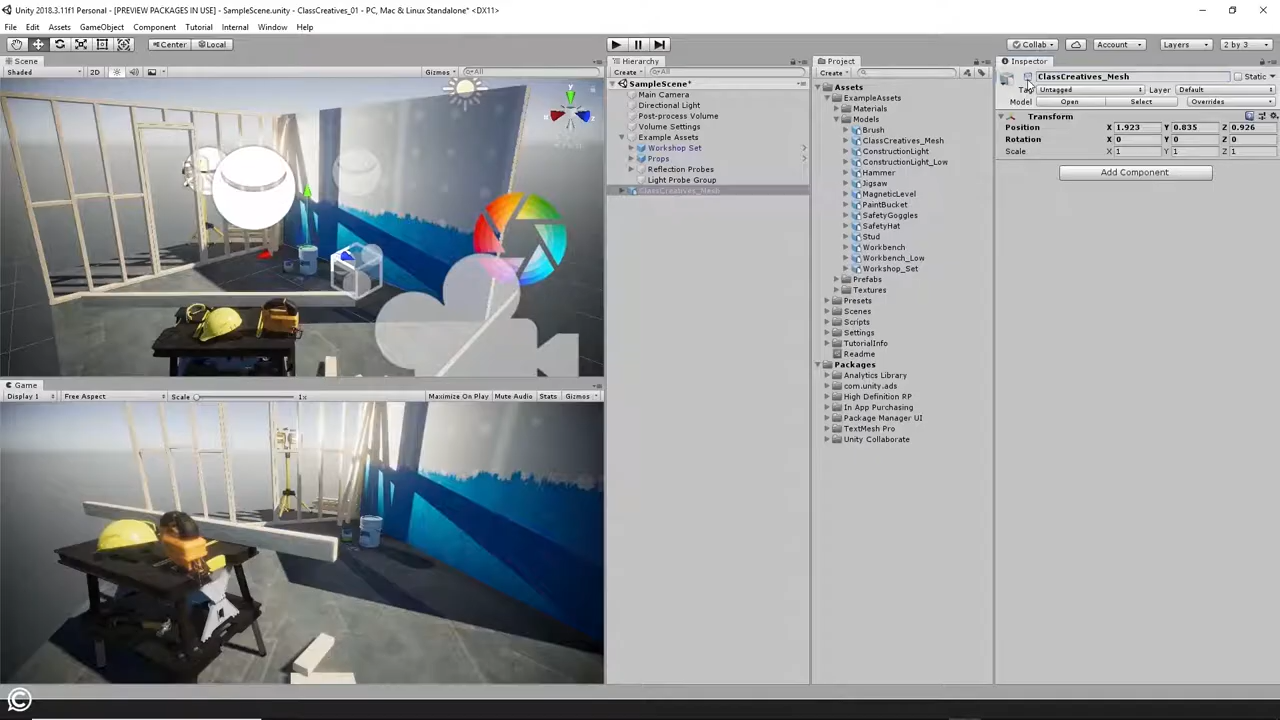 Unity 2018.3.11f1 Personal - [PREVIEW PACKAGES IN USE] - SampleScene.unity - ClassCreatives_01 - PC, Mac & Linux Standalone* <DX11>
File Edit Assets GameObject Component Tutorial Internal Window Help
Center Local Collab Account Layers 2 by 3
Scene
Shaded 2D Gizmos All
Hierarchy
Create All
SampleScene*
Main Camera
Directional Light
Post-process Volume
Volume Settings
Example Assets
Workshop Set
Props
Reflection Probes
Light Probe Group
ClassCreatives_Mesh
Project
Create
Assets
ExampleAssets
Materials
Models
Brush
ClassCreatives_Mesh
ConstructionLight
ConstructionLight_Low
Hammer
Jigsaw
MagneticLevel
PaintBucket
SafetyGoggles
SafetyHat
Stud
Workbench
Workbench_Low
Workshop_Set
Prefabs
Textures
Presets
Scenes
Scripts
Settings
TutorialInfo
Readme
Packages
Analytics Library
com.unity.ads
High Definition RP
In App Purchasing
Package Manager UI
TextMesh Pro
Unity Collaborate
Inspector
ClassCreatives_Mesh Static
Tag Untagged Layer Default
Model Open Select Overrides
Transform
Position X 1.923 Y 0.835 Z 0.926
Rotation X 0 Y 0 Z 0
Scale X 1 Y 1 Z 1
Add Component
Game
Display 1 Free Aspect Scale 1x Maximize On Play Mute Audio Stats Gizmos